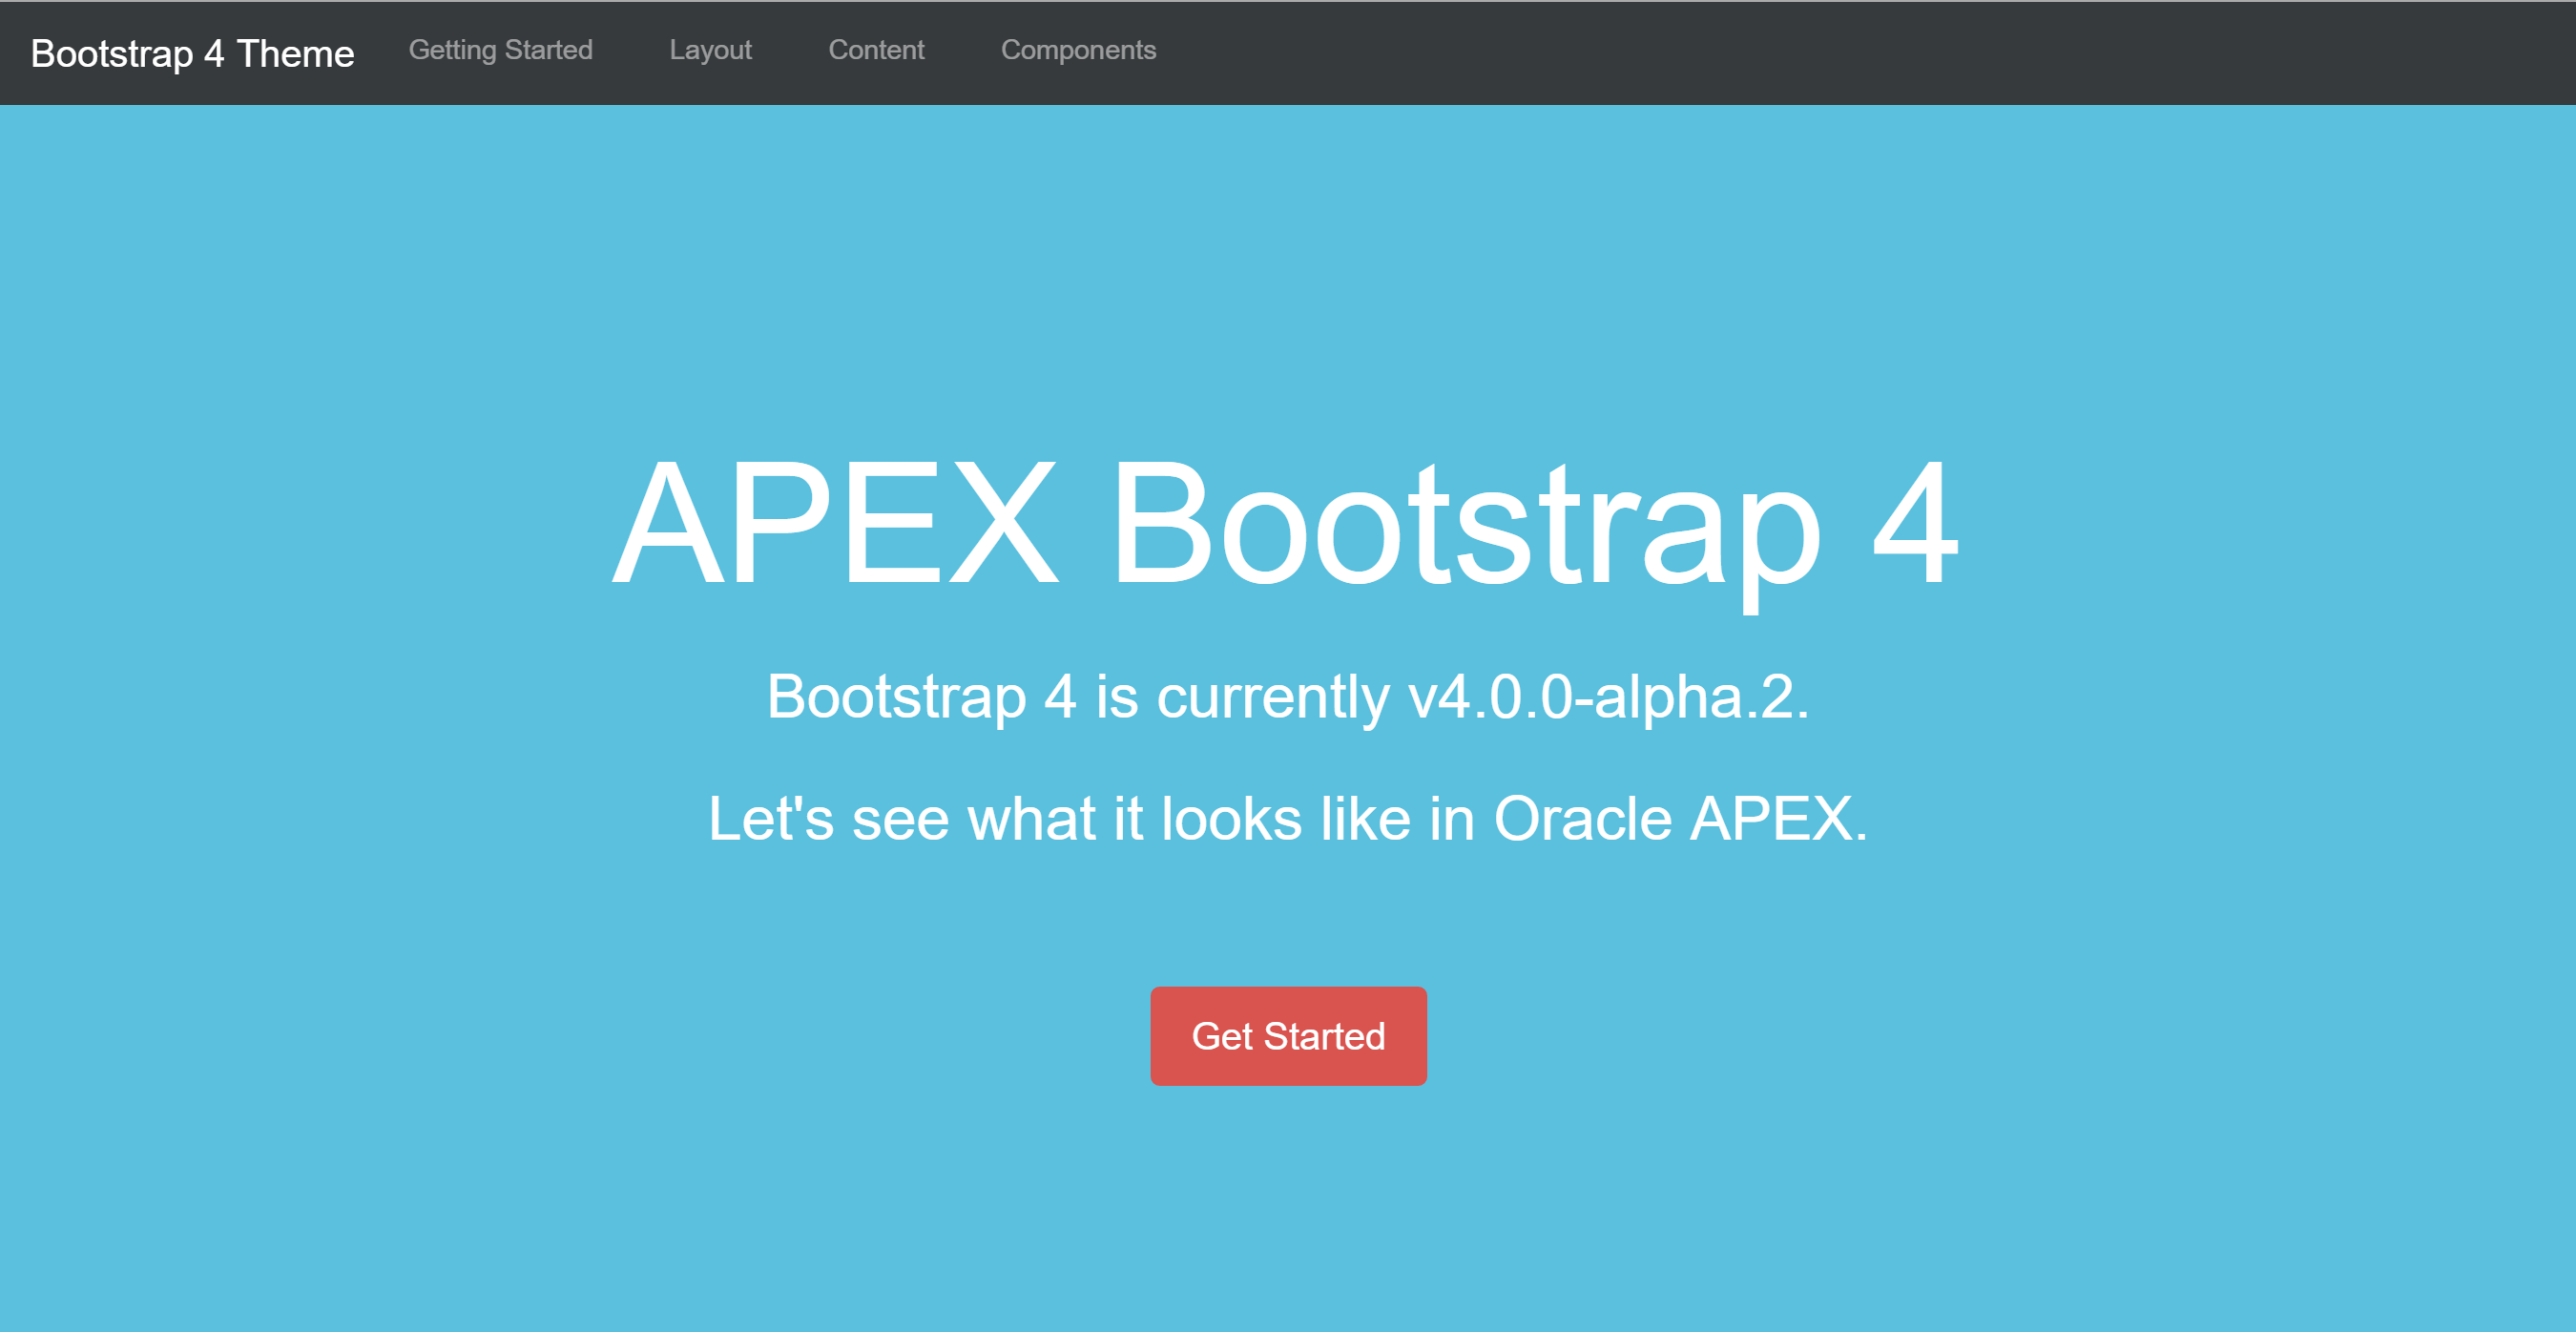 Bootstrap 4 Theme Getting Started Layout Content Components
APEX Bootstrap 4
Bootstrap 4 is currently v4.0.0-alpha.2.
Let's see what it looks like in Oracle APEX.
Get Started